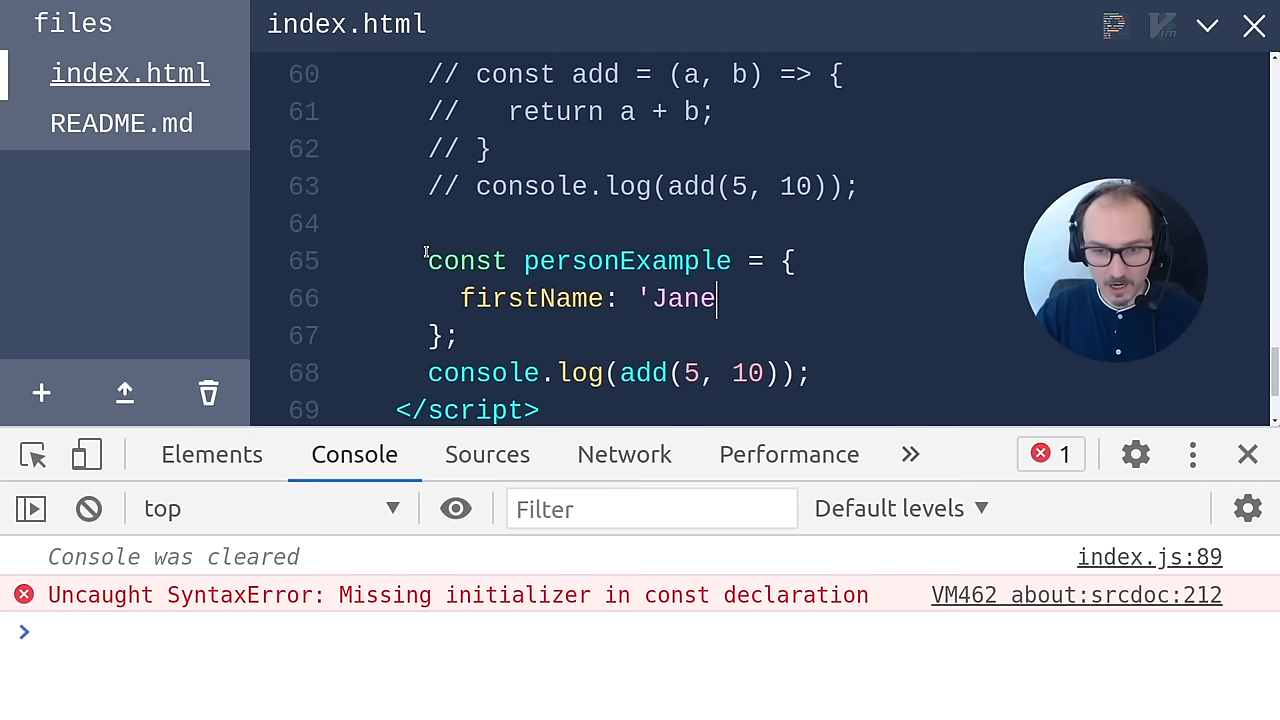 files
index.html
README.md
index.html
60 // const add = (a, b) => {
61 //   return a + b;
62 // }
63 // console.log(add(5, 10));
64
65 const personExample = {
66   firstName: 'Jane
67 };
68 console.log(add(5, 10));
69 </script>
Elements Console Sources Network Performance » 1
top Filter Default levels
Console was cleared index.js:89
Uncaught SyntaxError: Missing initializer in const declaration VM462 about:srcdoc:212